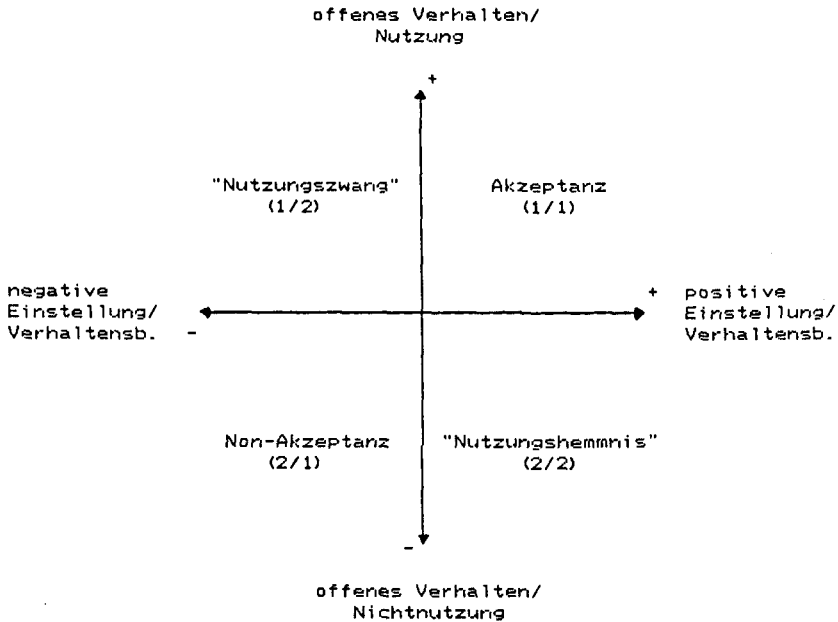 offenes Verhalten/
Nutzung
+
"Nutzungszwang"
(1/2)
Akzeptanz
(1/1)
negative
Einstellung/
Verhaltensb. -
+ positive
Einstellung/
Verhaltensb.
Non-Akzeptanz
(2/1)
"Nutzungshemmnis"
(2/2)
-
offenes Verhalten/
Nichtnutzung